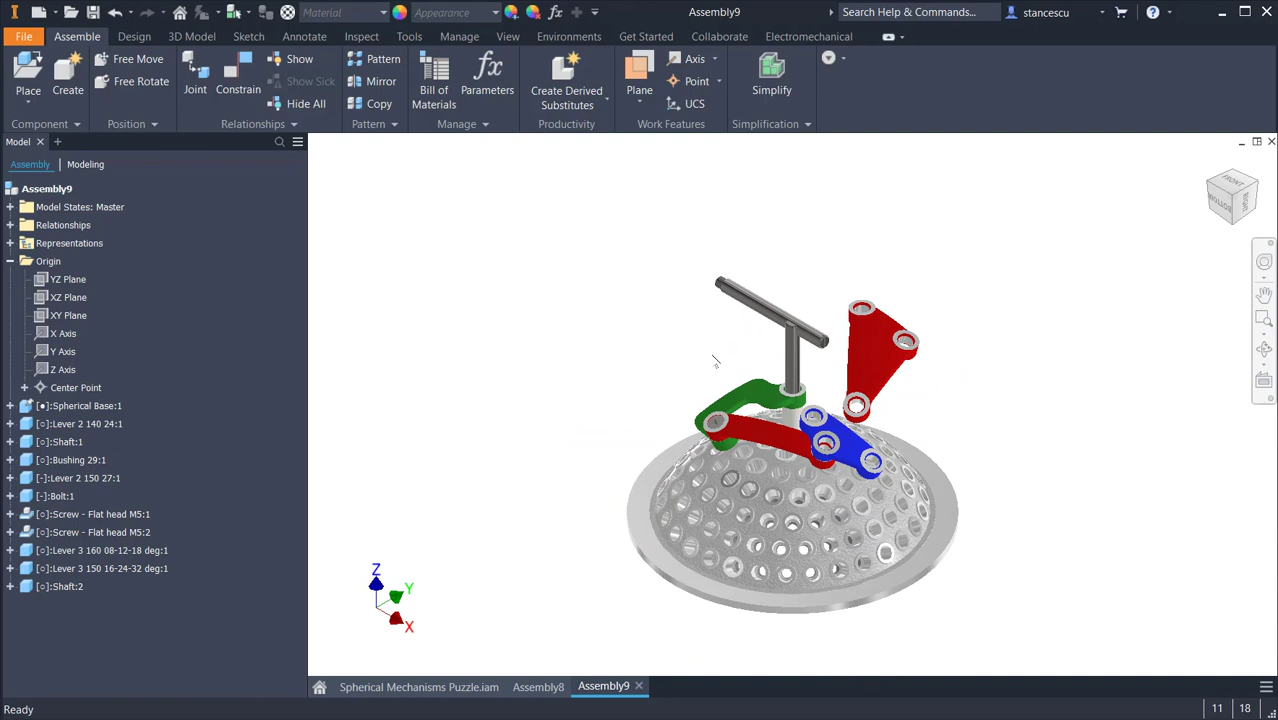 Material
Appearance
Assembly9
Search Help & Commands...
stancescu
File
Assemble
Design
3D Model
Sketch
Annotate
Inspect
Tools
Manage
View
Environments
Get Started
Collaborate
Electromechanical
Place
Create
Free Move
Free Rotate
Joint
Constrain
Show
Show Sick
Hide All
Pattern
Mirror
Copy
Bill of
Materials
Parameters
Create Derived
Substitutes
Plane
Axis
Point
UCS
Simplify
Component
Position
Relationships
Pattern
Manage
Productivity
Work Features
Simplification
Model
Assembly
Modeling
Assembly9
Model States: Master
Relationships
Representations
Origin
YZ Plane
XZ Plane
XY Plane
X Axis
Y Axis
Z Axis
Center Point
[●]:Spherical Base:1
[○]:Lever 2 140 24:1
[○]:Shaft:1
[○]:Bushing 29:1
[-]:Lever 2 150 27:1
[-]:Bolt:1
[○]:Screw - Flat head M5:1
[○]:Screw - Flat head M5:2
[○]:Lever 3 160 08-12-18 deg:1
[○]:Lever 3 150 16-24-32 deg:1
[○]:Shaft:2
FRONT
RIGHT
BOTTOM
Z
Y
X
Spherical Mechanisms Puzzle.iam
Assembly8
Assembly9
Ready
11
18